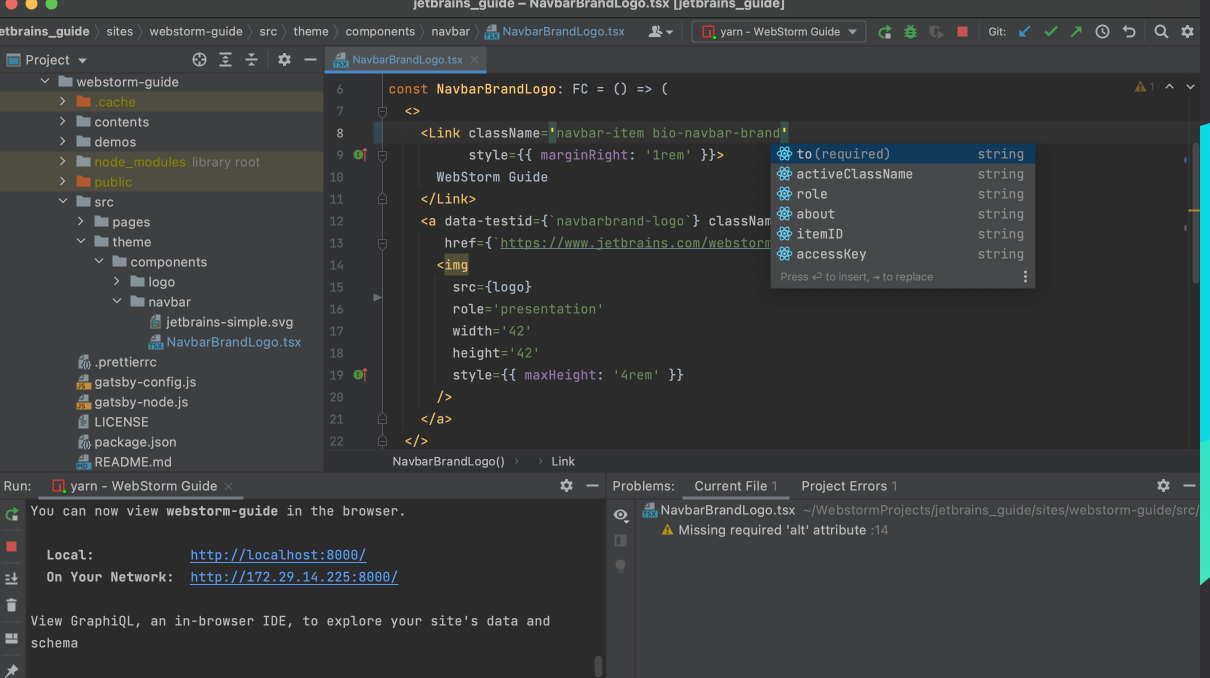 jetbrains_guide – NavbarBrandLogo.tsx [jetbrains_guide]
etbrains_guide sites webstorm-guide src theme components navbar NavbarBrandLogo.tsx yarn - WebStorm Guide Git:
Project
webstorm-guide
.cache
contents
demos
node_modules library root
public
src
pages
theme
components
logo
navbar
jetbrains-simple.svg
NavbarBrandLogo.tsx
.prettierrc
gatsby-config.js
gatsby-node.js
LICENSE
package.json
README.md
NavbarBrandLogo.tsx
1
6 const NavbarBrandLogo: FC = () => (
7 <>
8 <Link className='navbar-item bio-navbar-brand'
9 style={{ marginRight: '1rem' }}>
10 WebStorm Guide
11 </Link>
12 <a data-testid={`navbarbrand-logo`} classNam
13 href={`https://www.jetbrains.com/webstorm
14 <img
15 src={logo}
16 role='presentation'
17 width='42'
18 height='42'
19 style={{ maxHeight: '4rem' }}
20 />
21 </a>
22 </>
to(required) string
activeClassName string
role string
about string
itemID string
accessKey string
Press ⏎ to insert, ⇥ to replace
NavbarBrandLogo() Link
Run: yarn - WebStorm Guide
You can now view webstorm-guide in the browser.
Local: http://localhost:8000/
On Your Network: http://172.29.14.225:8000/
View GraphiQL, an in-browser IDE, to explore your site's data and
schema
Problems: Current File 1 Project Errors 1
NavbarBrandLogo.tsx ~/WebstormProjects/jetbrains_guide/sites/webstorm-guide/src/
Missing required 'alt' attribute :14